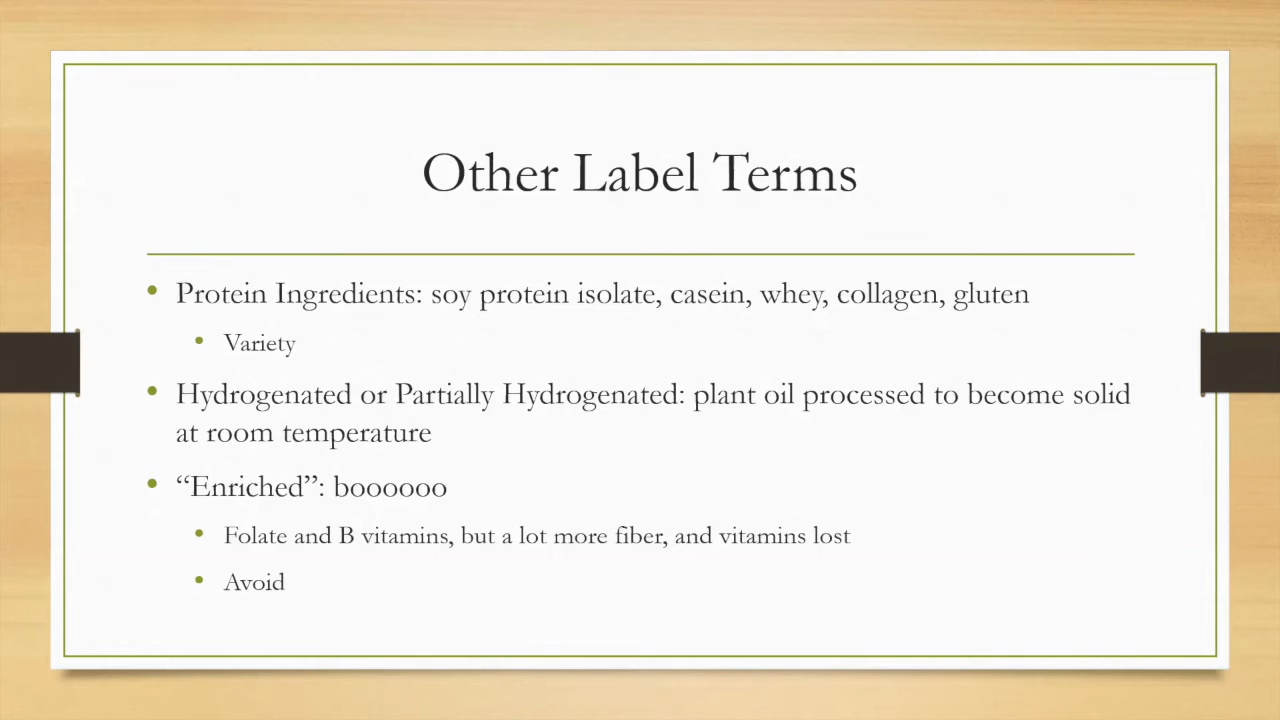 Other Label Terms
• Protein Ingredients: soy protein isolate, casein, whey, collagen, gluten
• Variety
• Hydrogenated or Partially Hydrogenated: plant oil processed to become solid
at room temperature
• “Enriched”: boooooo
• Folate and B vitamins, but a lot more fiber, and vitamins lost
• Avoid